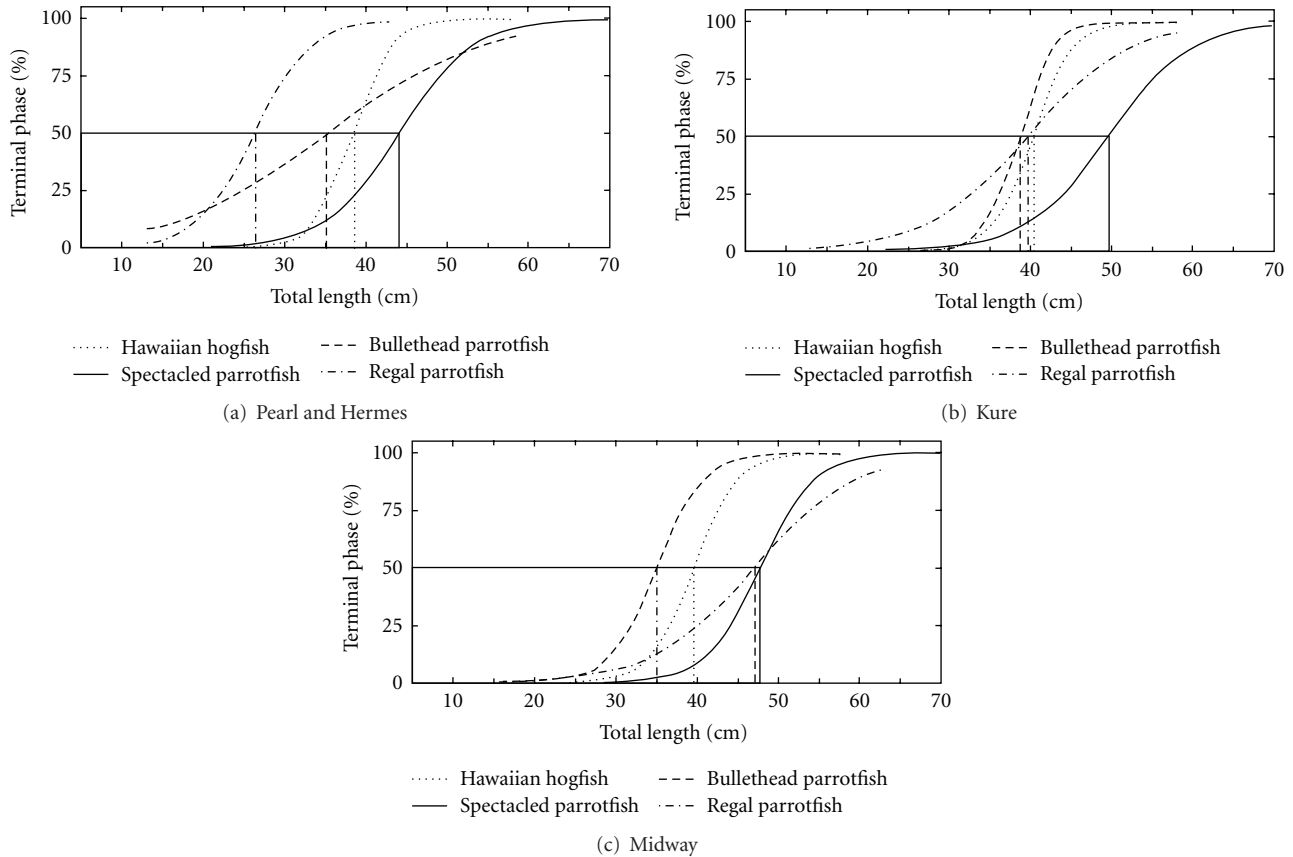 100
75
50
25
0
Terminal phase (%)
10 20 30 40 50 60 70
Total length (cm)
Hawaiian hogfish
Bullethead parrotfish
Spectacled parrotfish
Regal parrotfish
(a) Pearl and Hermes
100
75
50
25
0
Terminal phase (%)
10 20 30 40 50 60 70
Total length (cm)
Hawaiian hogfish
Bullethead parrotfish
Spectacled parrotfish
Regal parrotfish
(b) Kure
100
75
50
25
0
Terminal phase (%)
10 20 30 40 50 60 70
Total length (cm)
Hawaiian hogfish
Bullethead parrotfish
Spectacled parrotfish
Regal parrotfish
(c) Midway